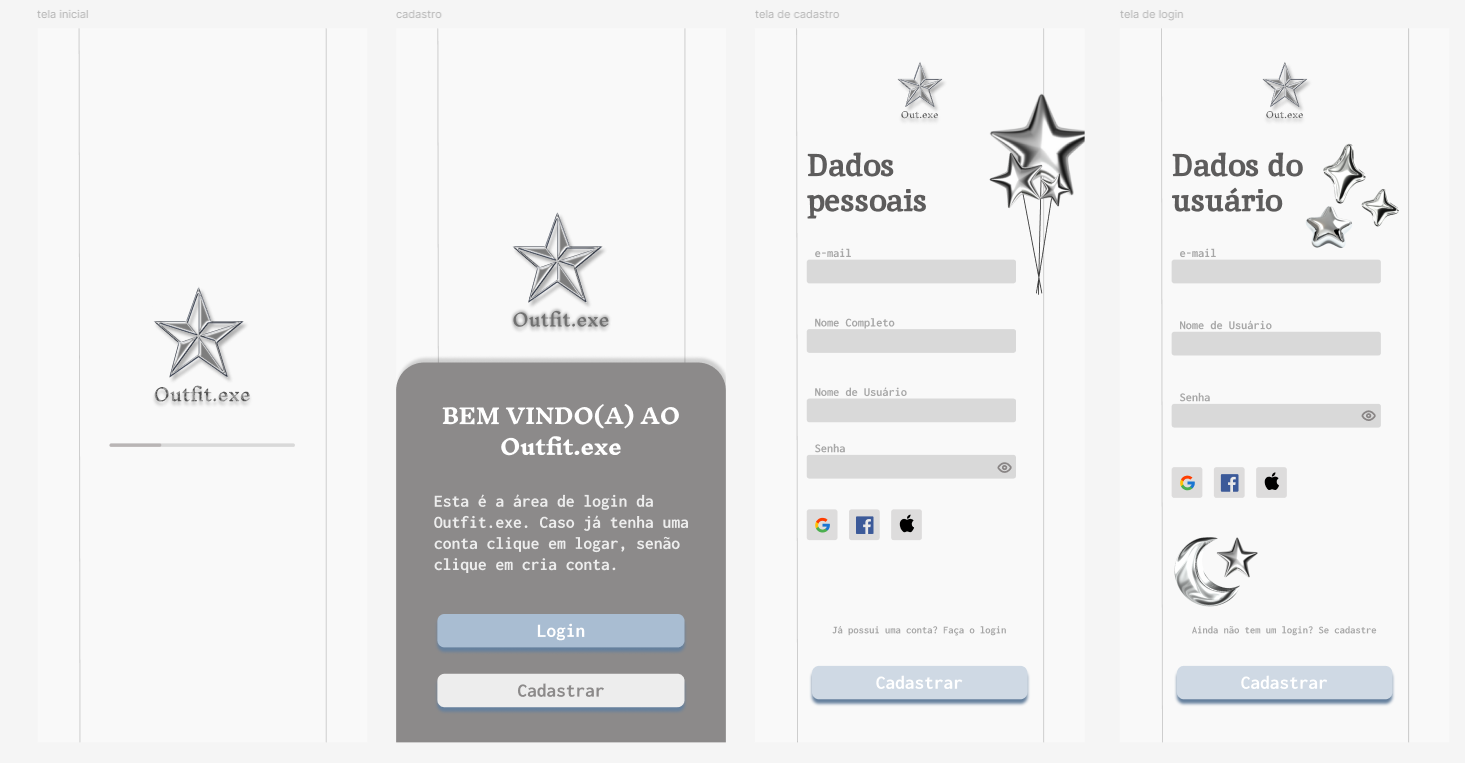 tela inicial
Outfit.exe
cadastro
Outfit.exe
BEM VINDO(A) AO
Outfit.exe
Esta é a área de login da
Outfit.exe. Caso já tenha uma
conta clique em logar, senão
clique em cria conta.
Login
Cadastrar
tela de cadastro
Out.exe
Dados
pessoais
e-mail
Nome Completo
Nome de Usuário
Senha
G
f
Já possui uma conta? Faça o login
Cadastrar
tela de login
Out.exe
Dados do
usuário
e-mail
Nome de Usuário
Senha
G
f
Ainda não tem um login? Se cadastre
Cadastrar